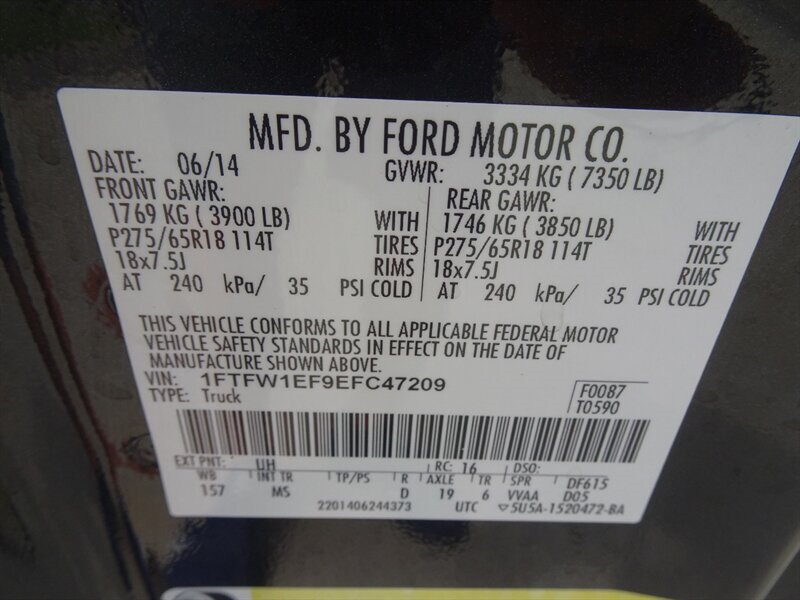 MFD. BY FORD MOTOR CO.
DATE: 06/14 GVWR: 3334 KG ( 7350 LB)
FRONT GAWR: REAR GAWR:
1769 KG ( 3900 LB) WITH 1746 KG ( 3850 LB) WITH
P275/65R18 114T TIRES P275/65R18 114T TIRES
18x7.5J RIMS 18x7.5J RIMS
AT 240 kPa/ 35 PSI COLD AT 240 kPa/ 35 PSI COLD
THIS VEHICLE CONFORMS TO ALL APPLICABLE FEDERAL MOTOR
VEHICLE SAFETY STANDARDS IN EFFECT ON THE DATE OF
MANUFACTURE SHOWN ABOVE.
VIN: 1FTFW1EF9EFC47209 F0087
TYPE: Truck T0590
EXT PNT: UH RC: 16 DSO:
WB INT TR TP/PS R AXLE TR SPR DF615
157 MS D 19 6 VVAA D05
2201406244373 UTC ▽5U5A-1520472-BA